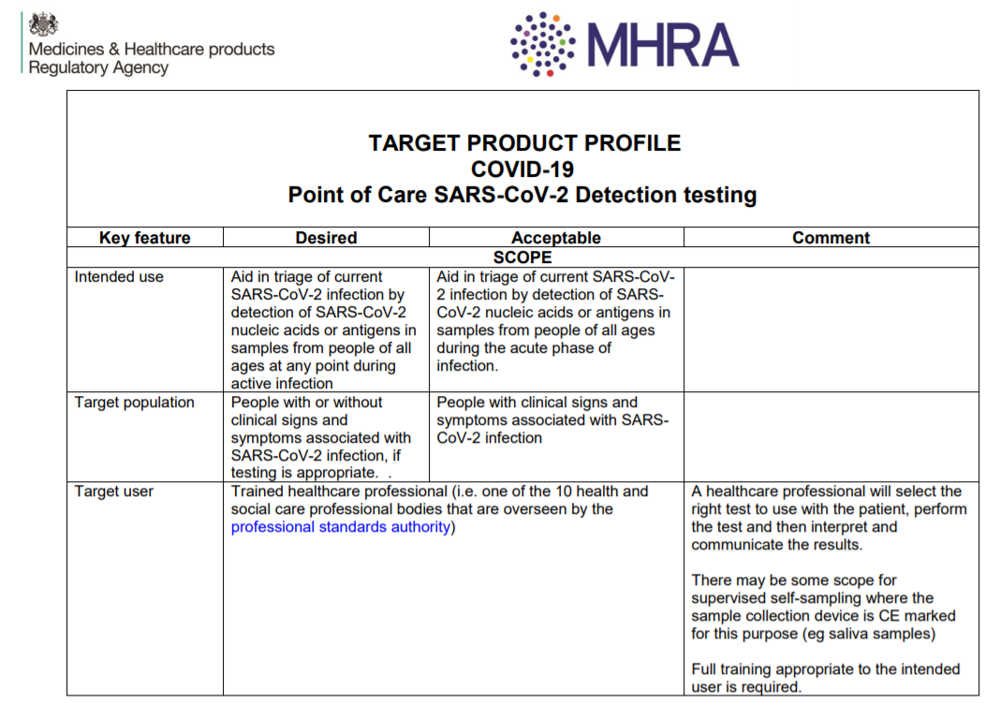 Medicines & Healthcare products
Regulatory Agency
MHRA
TARGET PRODUCT PROFILE
COVID-19
Point of Care SARS-CoV-2 Detection testing
Key feature
Desired
Acceptable
Comment
SCOPE
Intended use
Aid in triage of current
SARS-CoV-2 infection by
detection of SARS-CoV-2
nucleic acids or antigens in
samples from people of all
ages at any point during
active infection
Aid in triage of current SARS-CoV-
2 infection by detection of SARS-
CoV-2 nucleic acids or antigens in
samples from people of all ages
during the acute phase of
infection.
Target population
People with or without
clinical signs and
symptoms associated with
SARS-CoV-2 infection, if
testing is appropriate. .
People with clinical signs and
symptoms associated with SARS-
CoV-2 infection
Target user
Trained healthcare professional (i.e. one of the 10 health and
social care professional bodies that are overseen by the
professional standards authority)
A healthcare professional will select the
right test to use with the patient, perform
the test and then interpret and
communicate the results.
There may be some scope for
supervised self-sampling where the
sample collection device is CE marked
for this purpose (eg saliva samples)
Full training appropriate to the intended
user is required.